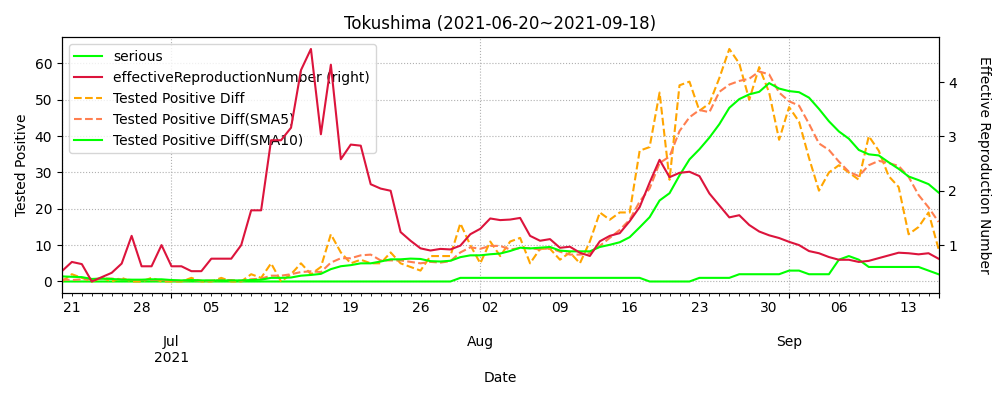 Tokushima (2021-06-20~2021-09-18)
serious
effectiveReproductionNumber (right)
Tested Positive Diff
Tested Positive Diff(SMA5)
Tested Positive Diff(SMA10)
Tested Positive
60
50
40
30
20
10
0
4
3
2
1
Effective Reproduction Number
21 28 05 12 19 26 02 09 16 23 30 06 13
Jul Aug Sep
2021
Date